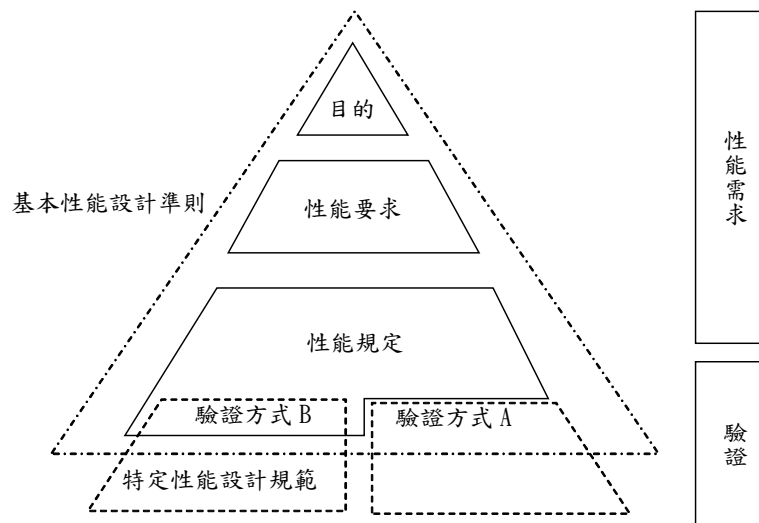 目的
性能要求
基本性能設計準則
性能規定
驗證方式 B
驗證方式 A
特定性能設計規範
性能需求
驗證